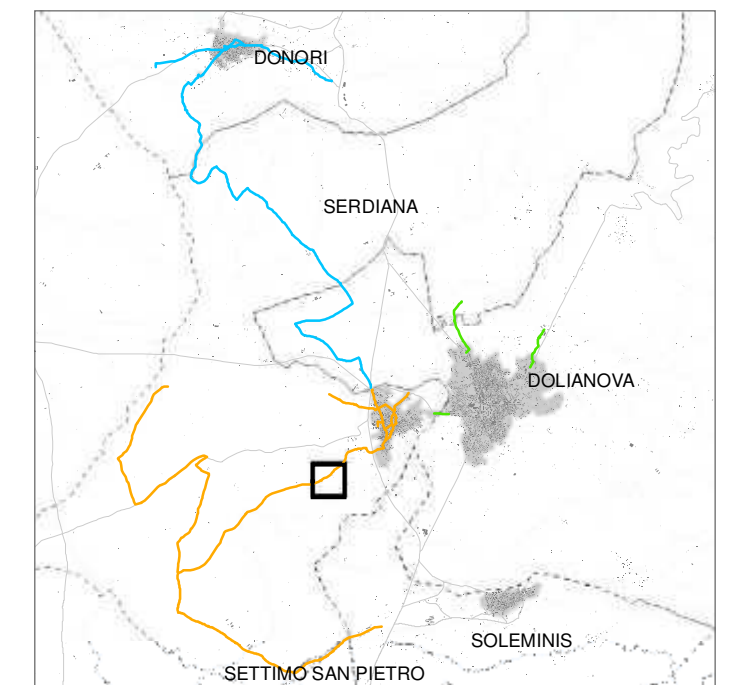 DONORI
SERDIANA
DOLIANOVA
SOLEMINIS
SETTIMO SAN PIETRO